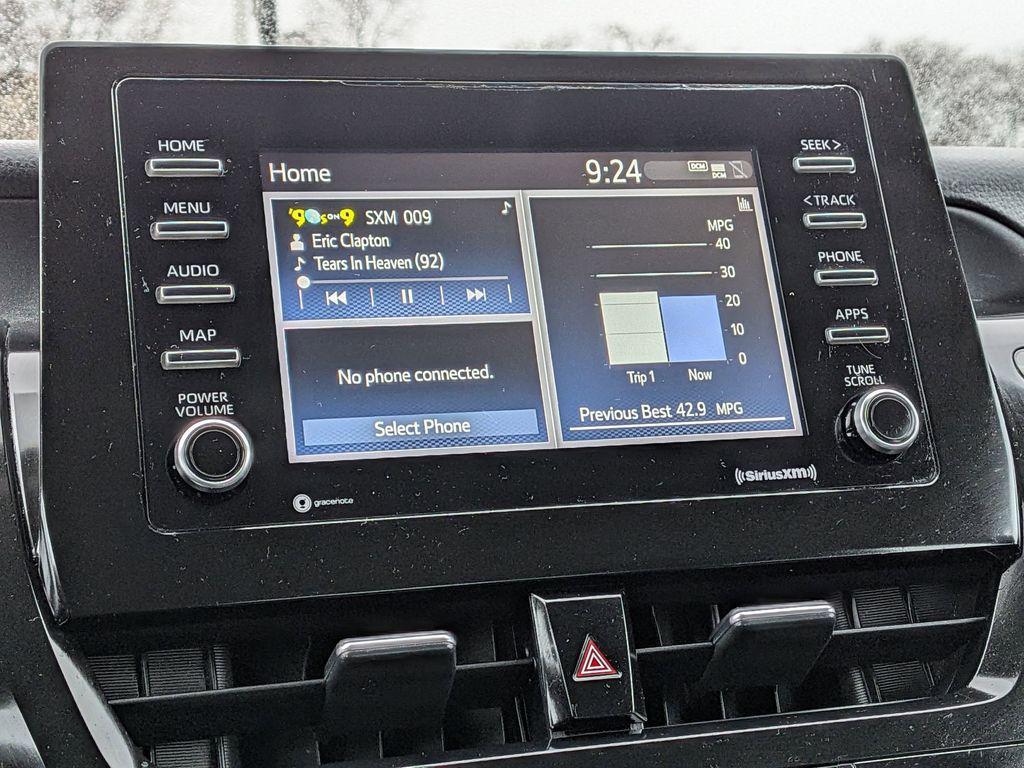 HOME
MENU
AUDIO
MAP
POWER
VOLUME
Home
9:24
DCM
DCM
'90s ON 9 SXM 009
Eric Clapton
Tears In Heaven (92)
No phone connected.
Select Phone
MPG
40
30
20
10
0
Trip 1 Now
Previous Best 42.9 MPG
SEEK >
< TRACK
PHONE
APPS
TUNE
SCROLL
gracenote
((SiriusXM))